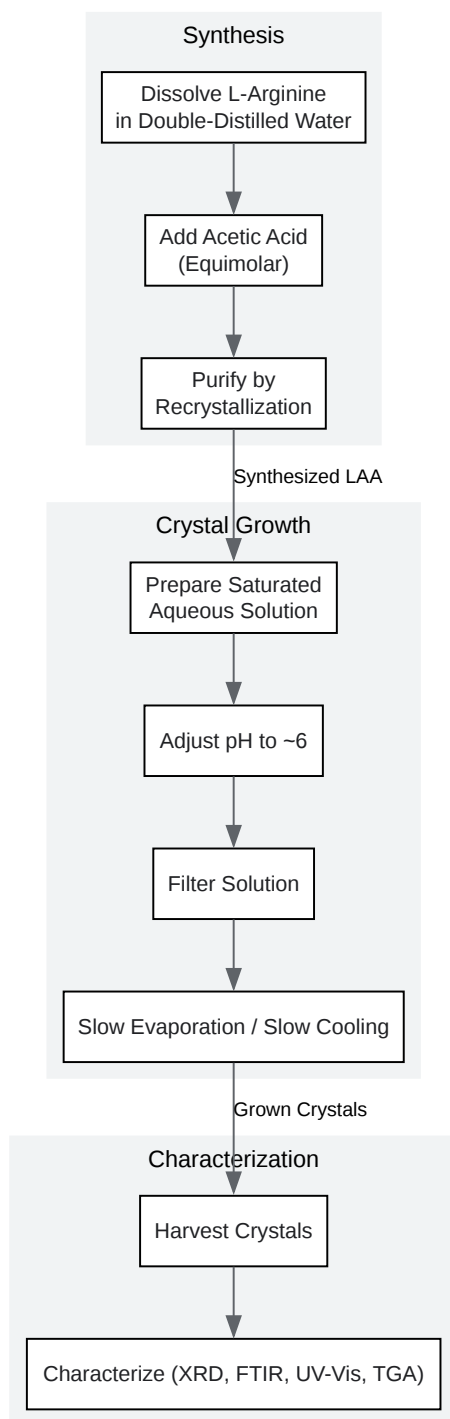 Synthesis
Dissolve L-Arginine
in Double-Distilled Water
Add Acetic Acid
(Equimolar)
Purify by
Recrystallization
Synthesized LAA
Crystal Growth
Prepare Saturated
Aqueous Solution
Adjust pH to ~6
Filter Solution
Slow Evaporation / Slow Cooling
Grown Crystals
Characterization
Harvest Crystals
Characterize (XRD, FTIR, UV-Vis, TGA)